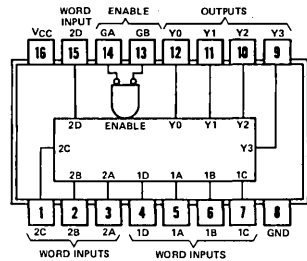 WORD INPUT ENABLE OUTPUTS
VCC 2D GA GB Y0 Y1 Y2 Y3
16 15 14 13 12 11 10 9
2D ENABLE Y0 Y1 Y2
2C Y3
2B 2A 1D 1A 1B 1C
1 2 3 4 5 6 7 8
2C 2B 2A 1D 1A 1B 1C GND
WORD INPUTS WORD INPUTS